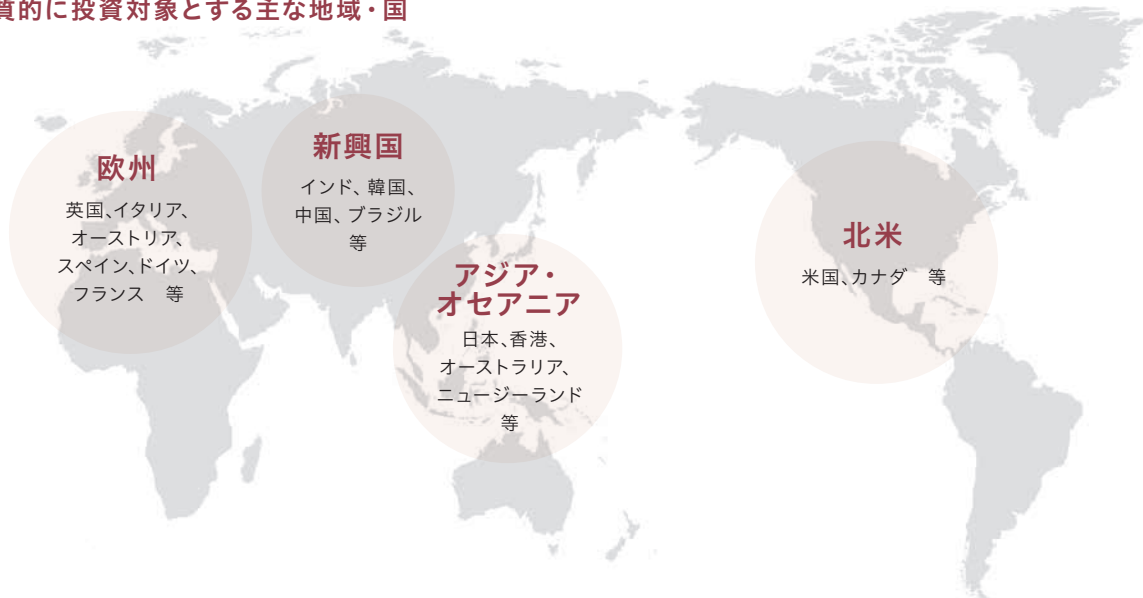 質的に投資対象とする主な地域・国
欧州
英国、イタリア、
オーストリア、
スペイン、ドイツ、
フランス　等
新興国
インド、韓国、
中国、ブラジル
等
アジア・
オセアニア
日本、香港、
オーストラリア、
ニュージーランド
等
北米
米国、カナダ　等